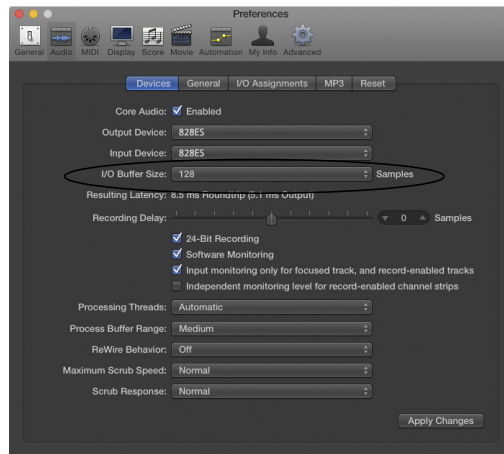 Preferences
General Audio MIDI Display Score Movie Automation My Info Advanced
Devices General I/O Assignments MP3 Reset
Core Audio: Enabled
Output Device: 828ES
Input Device: 828ES
I/O Buffer Size: 128 Samples
Resulting Latency: 8.5 ms Roundtrip (5.1 ms Output)
Recording Delay: 0 Samples
24-Bit Recording
Software Monitoring
Input monitoring only for focused track, and record-enabled tracks
Independent monitoring level for record-enabled channel strips
Processing Threads: Automatic
Process Buffer Range: Medium
ReWire Behavior: Off
Maximum Scrub Speed: Normal
Scrub Response: Normal
Apply Changes